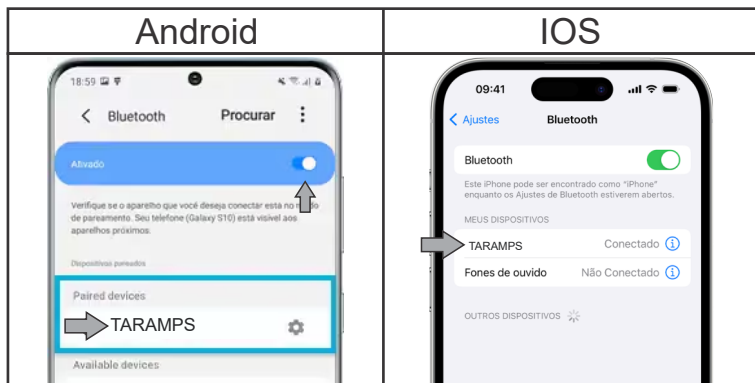 Android
IOS
18:59
Bluetooth
Procurar
Ativado
Verifique se o aparelho que você deseja conectar está no do
de pareamento. Seu telefone (Galaxy S10) está visível aos
aparelhos próximos.
Dispositivos pareados
Paired devices
TARAMPS
Available devices
09:41
Ajustes
Bluetooth
Bluetooth
Este iPhone pode ser encontrado como "iPhone"
enquanto os Ajustes de Bluetooth estiverem abertos.
MEUS DISPOSITIVOS
TARAMPS Conectado
Fones de ouvido Não Conectado
OUTROS DISPOSITIVOS